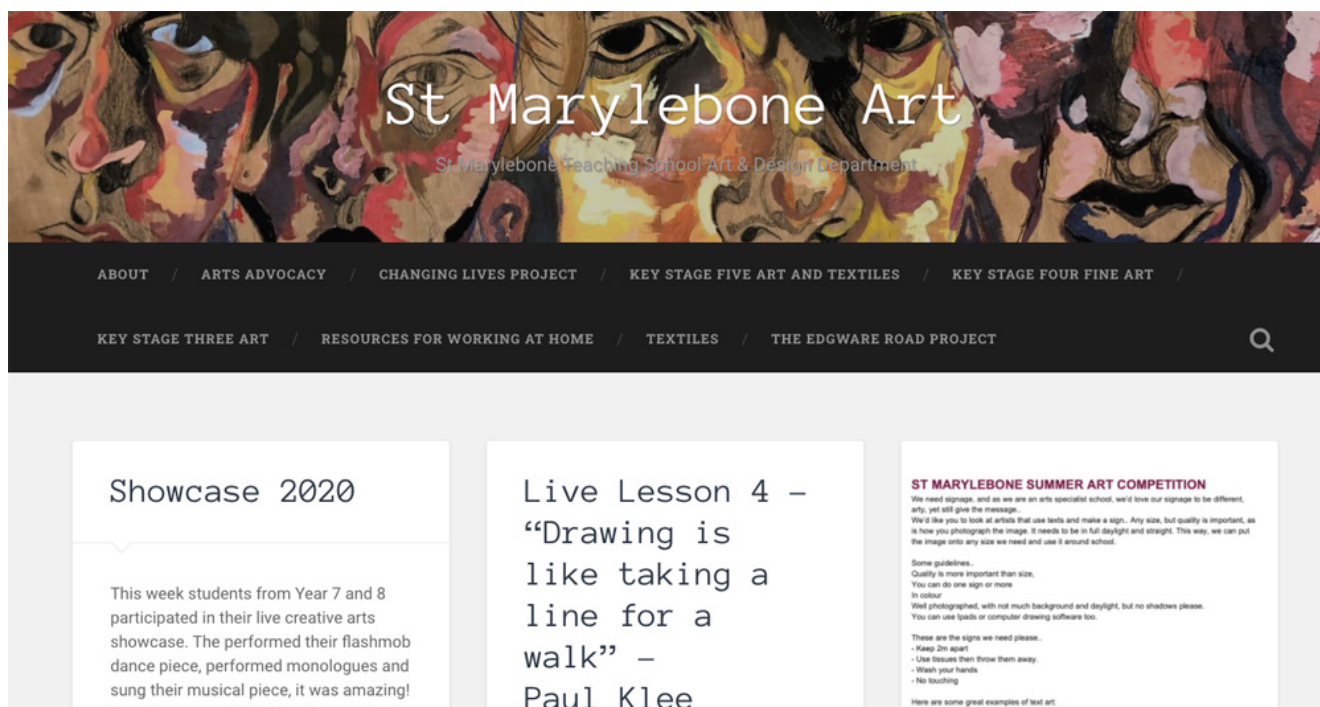 St Marylebone Art
St Marylebone Teaching School Art & Design Department
ABOUT / ARTS ADVOCACY / CHANGING LIVES PROJECT / KEY STAGE FIVE ART AND TEXTILES / KEY STAGE FOUR FINE ART /
KEY STAGE THREE ART / RESOURCES FOR WORKING AT HOME / TEXTILES / THE EDGWARE ROAD PROJECT
Showcase 2020
This week students from Year 7 and 8
participated in their live creative arts
showcase. The performed their flashmob
dance piece, performed monologues and
sung their musical piece, it was amazing!
Live Lesson 4 –
“Drawing is
like taking a
line for a
walk” –
Paul Klee
ST MARYLEBONE SUMMER ART COMPETITION
We need signage, and as we are an arts specialist school, we'd love our signage to be different,
arty, yet still give the message..
We'd like you to look at artists that use texts and make a sign.. Any size, but quality is important, as
is how you photograph the image. It needs to be in full daylight and straight. This way, we can put
the image onto any size we need and use it around school.
Some guidelines..
Quality is more important than size,
You can do one sign or more
In colour
Well photographed, with not much background and daylight, but no shadows please.
You can use Ipads or computer drawing software too.
These are the signs we need please..
- Keep 2m apart
- Use tissues then throw them away.
- Wash your hands
- No touching
Here are some great examples of text art: